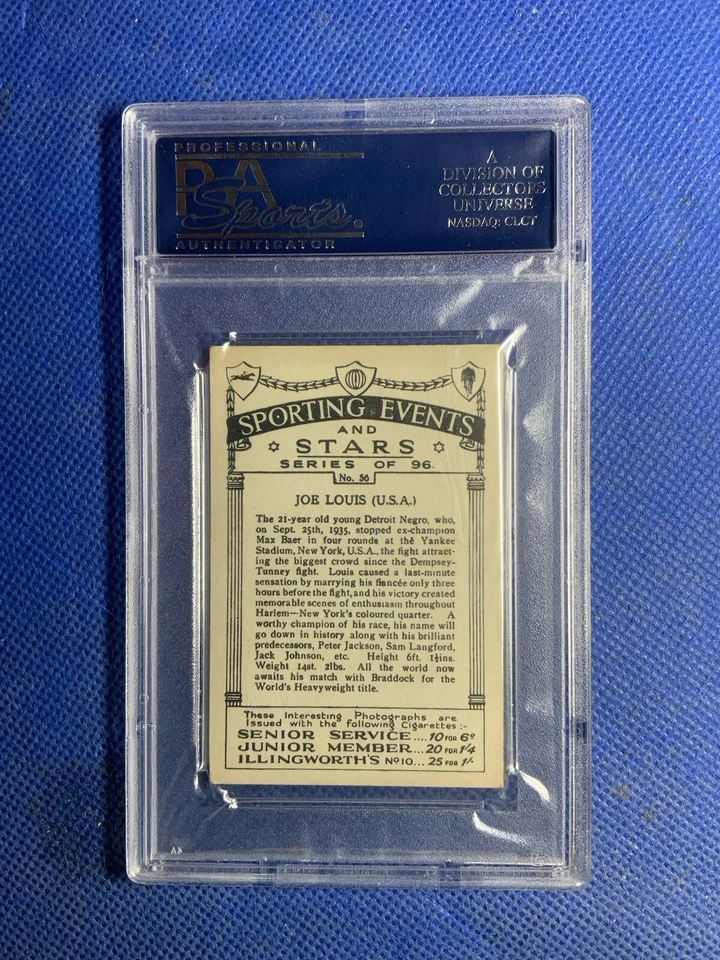 PROFESSIONAL
PSA
Sports®
AUTHENTICATOR
A
DIVISION OF
COLLECTORS
UNIVERSE
NASDAQ: CLCT
SPORTING EVENTS
AND
STARS
SERIES OF 96.
No. 56
JOE LOUIS (U.S.A.)
The 21-year old young Detroit Negro, who,
on Sept. 25th, 1935, stopped ex-champion
Max Baer in four rounds at the Yankee
Stadium, New York, U.S.A., the fight attract-
ing the biggest crowd since the Dempsey-
Tunney fight. Louis caused a last-minute
sensation by marrying his fiancée only three
hours before the fight, and his victory created
memorable scenes of enthusiasm throughout
Harlem—New York's coloured quarter. A
worthy champion of his race, his name will
go down in history along with his brilliant
predecessors, Peter Jackson, Sam Langford,
Jack Johnson, etc. Height 6ft. 1½ins.
Weight 14st. 2lbs. All the world now
awaits his match with Braddock for the
World's Heavyweight title.
These Interesting Photographs are
Issued with the following Cigarettes :-
SENIOR SERVICE .... 10 FOR 6ᴰ
JUNIOR MEMBER... 20 FOR 1/4
ILLINGWORTH'S No 10... 25 FOR 1/-